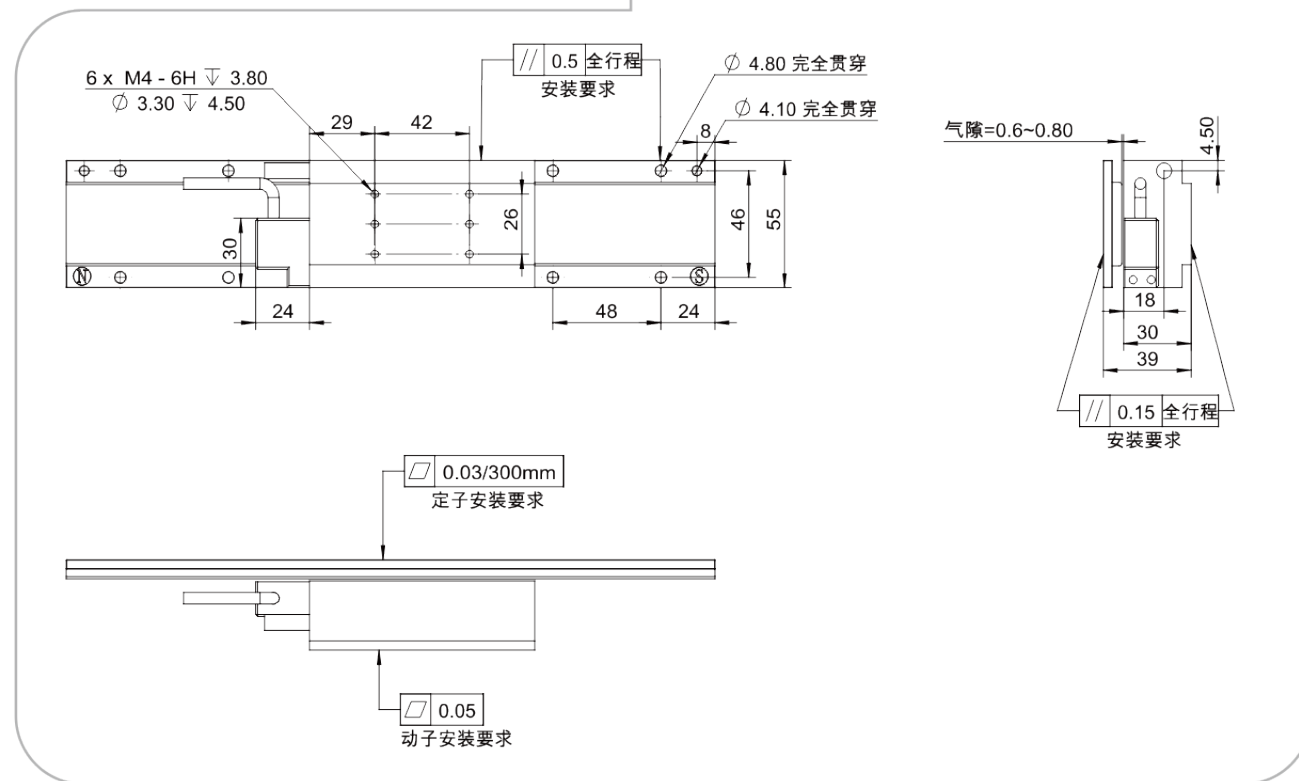 6 x M4 - 6H ↧ 3.80
∅ 3.30 ↧ 4.50
// 0.5 全行程
安装要求
∅ 4.80 完全贯穿
∅ 4.10 完全贯穿
29
42
8
30
26
46
55
N
S
24
48
24
气隙=0.6~0.80
4.50
18
30
39
// 0.15 全行程
安装要求
▱ 0.03/300mm
定子安装要求
▱ 0.05
动子安装要求